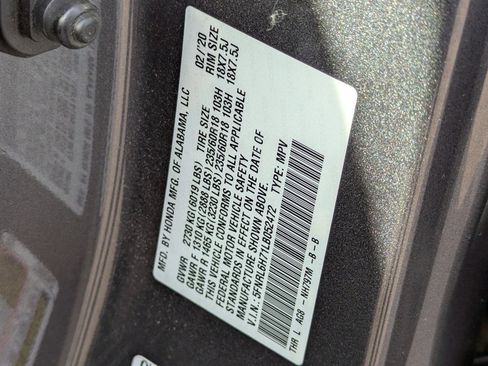 MFD. BY HONDA MFG. OF ALABAMA, LLC 02/'20
GVWR 2730 KG (6019 LBS) TIRE SIZE RIM SIZE
GAWR F 1310 KG (2888 LBS) 235/60R18 103H 18X7.5J
GAWR R 1465 KG (3230 LBS) 235/60R18 103H 18X7.5J
THIS VEHICLE CONFORMS TO ALL APPLICABLE
FEDERAL MOTOR VEHICLE SAFETY
STANDARDS IN EFFECT ON THE DATE OF
MANUFACTURE SHOWN ABOVE.
V.I.N.: 5FNRL6H71LB052472 TYPE: MPV
THR L AGB - NH797M -B - B